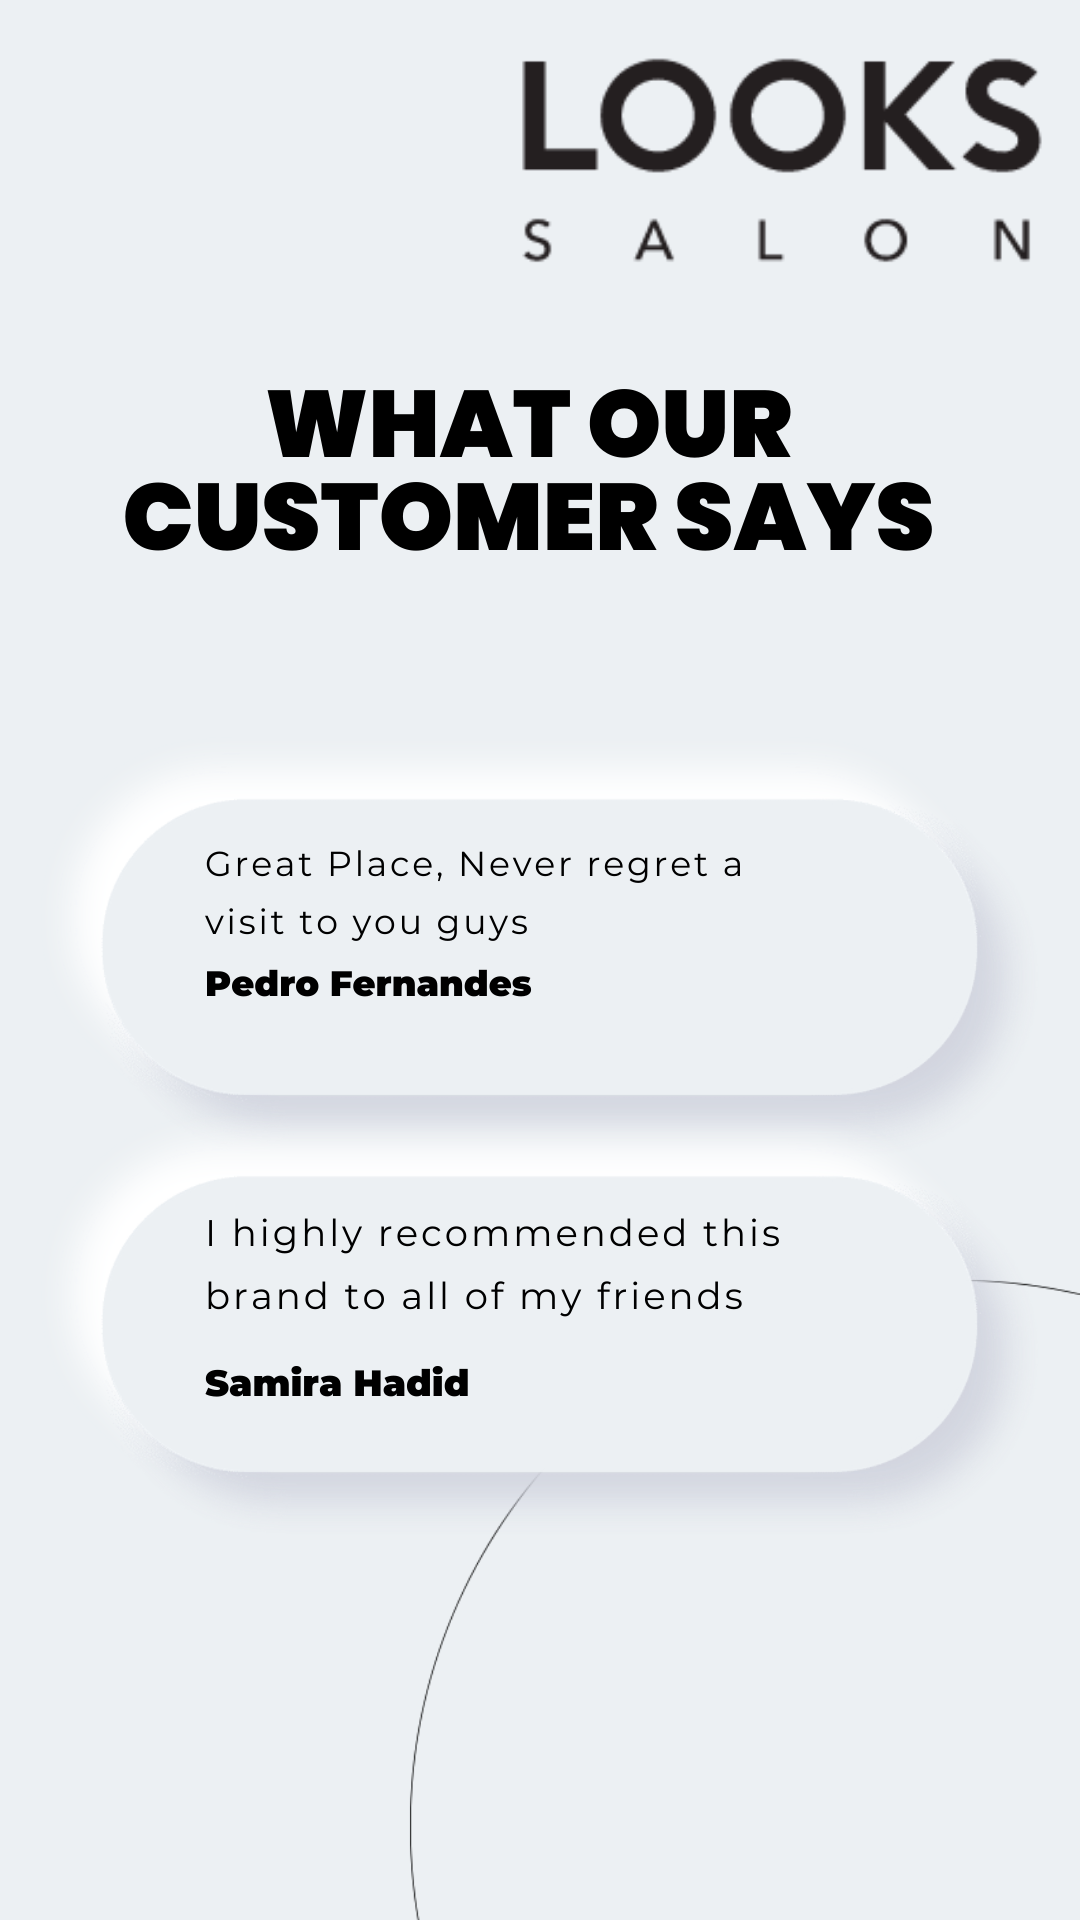 LOOKS
SALON
WHAT OUR
CUSTOMER SAYS
Great Place, Never regret a
visit to you guys
Pedro Fernandes
I highly recommended this
brand to all of my friends
Samira Hadid